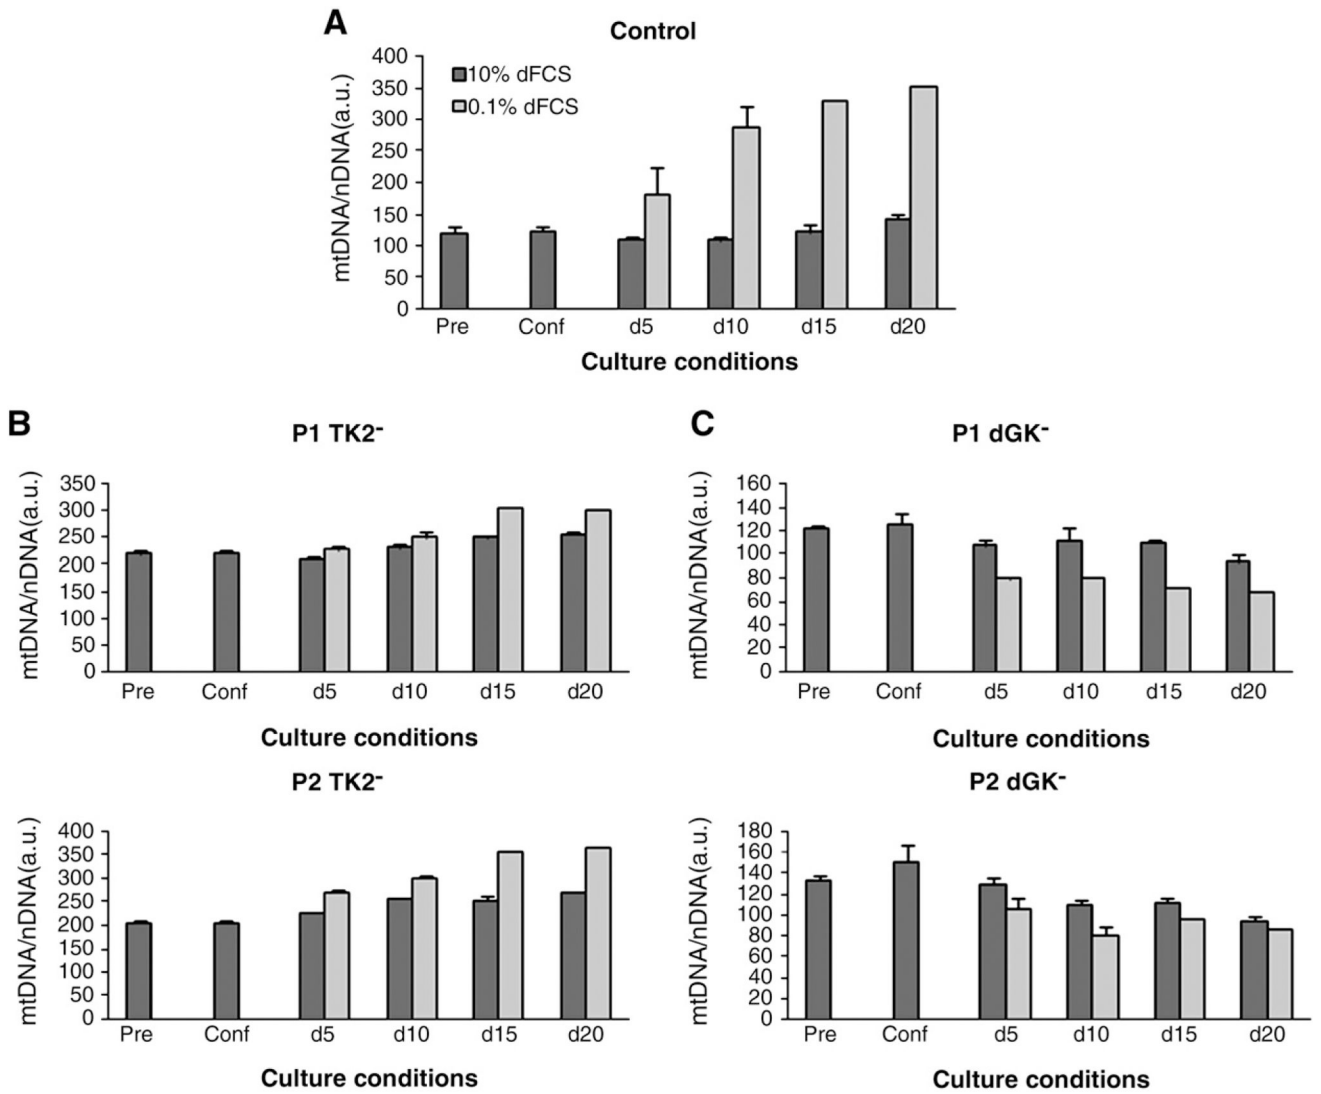 A
Control
mtDNA/nDNA(a.u.)
400
350
300
250
200
150
100
50
0
10% dFCS
0.1% dFCS
Pre Conf d5 d10 d15 d20
Culture conditions
B
P1 TK2-
mtDNA/nDNA(a.u.)
350
300
250
200
150
100
50
0
Pre Conf d5 d10 d15 d20
Culture conditions
P2 TK2-
mtDNA/nDNA(a.u.)
400
350
300
250
200
150
100
50
0
Pre Conf d5 d10 d15 d20
Culture conditions
C
P1 dGK-
mtDNA/nDNA(a.u.)
160
140
120
100
80
60
40
20
0
Pre Conf d5 d10 d15 d20
Culture conditions
P2 dGK-
mtDNA/nDNA(a.u.)
180
160
140
120
100
80
60
40
20
0
Pre Conf d5 d10 d15 d20
Culture conditions